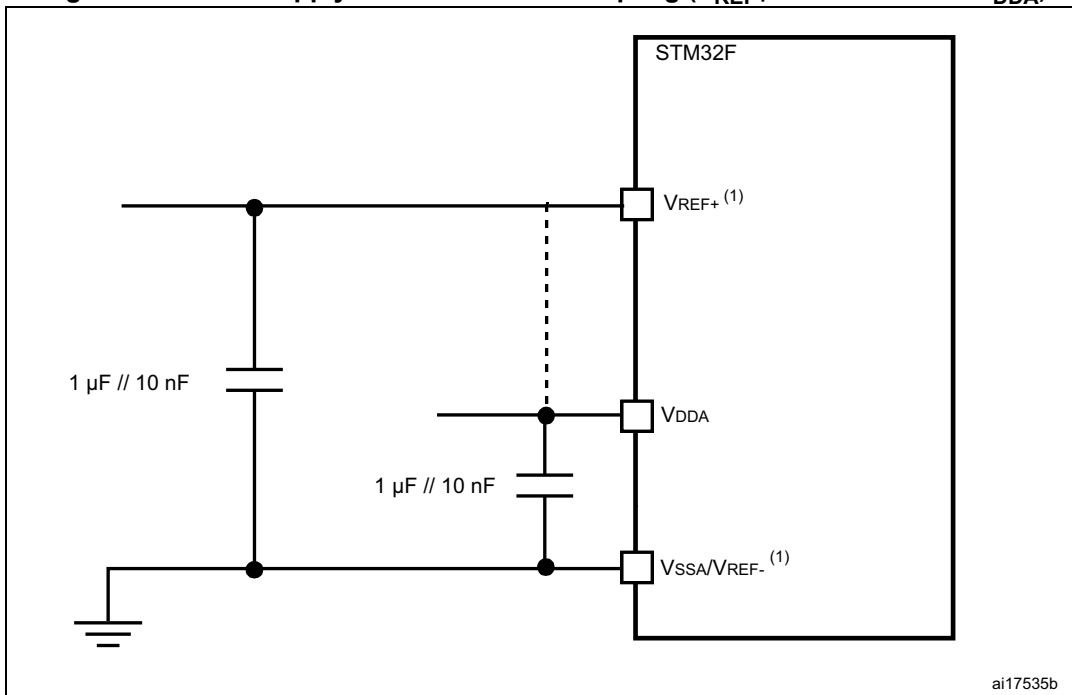 STM32F
VREF+ (1)
1 µF // 10 nF
VDDA
1 µF // 10 nF
VSSA/VREF- (1)
ai17535b